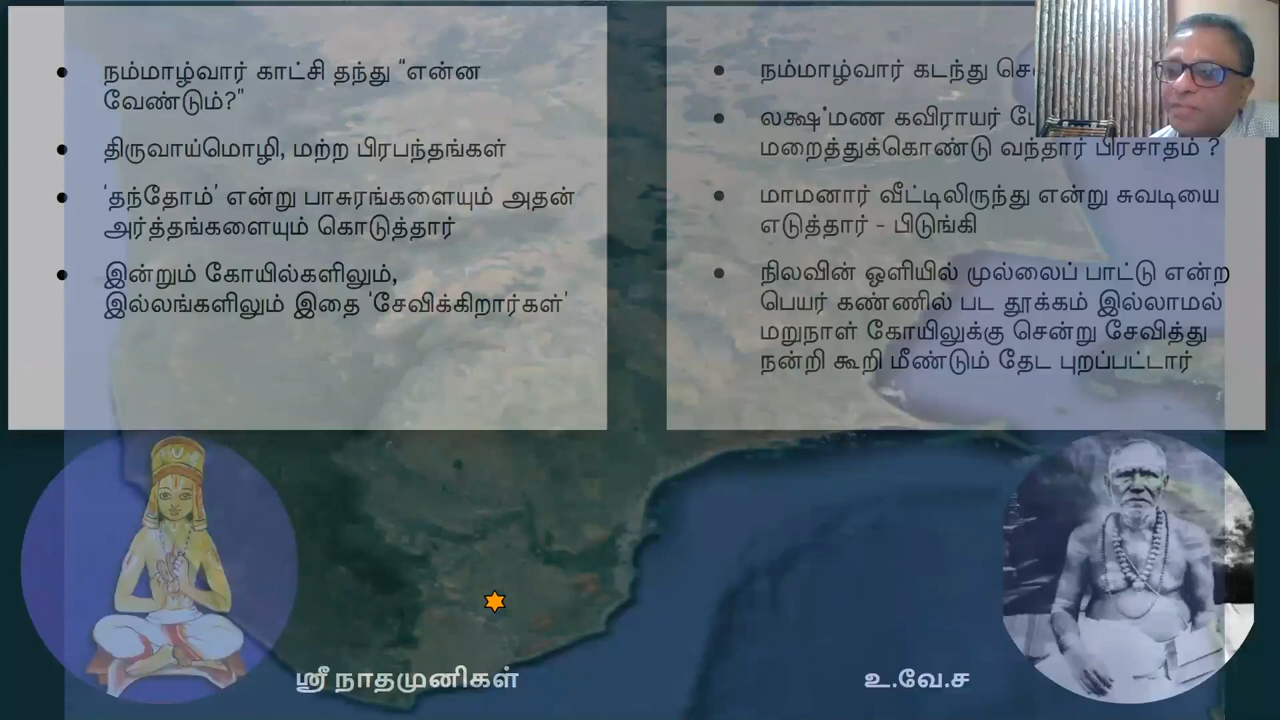 நம்மாழ்வார் காட்சி தந்து “என்ன
வேண்டும்?”
திருவாய்மொழி, மற்ற பிரபந்தங்கள்
‘தந்தோம்’ என்று பாசுரங்களையும் அதன்
அர்த்தங்களையும் கொடுத்தார்
இன்றும் கோயில்களிலும்,
இல்லங்களிலும் இதை ‘சேவிக்கிறார்கள்’
நம்மாழ்வார் கடந்து
லக்ஷ்மண கவிராயர்
மறைத்துக்கொண்டு வந்தார் பிரசாதம் ?
மாமனார் வீட்டிலிருந்து என்று சுவடியை
எடுத்தார் - பிடுங்கி
நிலவின் ஒளியில் முல்லைப் பாட்டு என்ற
பெயர் கண்ணில் பட தூக்கம் இல்லாமல்
மறுநாள் கோயிலுக்கு சென்று சேவித்து
நன்றி கூறி மீண்டும் தேட புறப்பட்டார்
ஸ்ரீ நாதமுனிகள்
உ.வே.ச